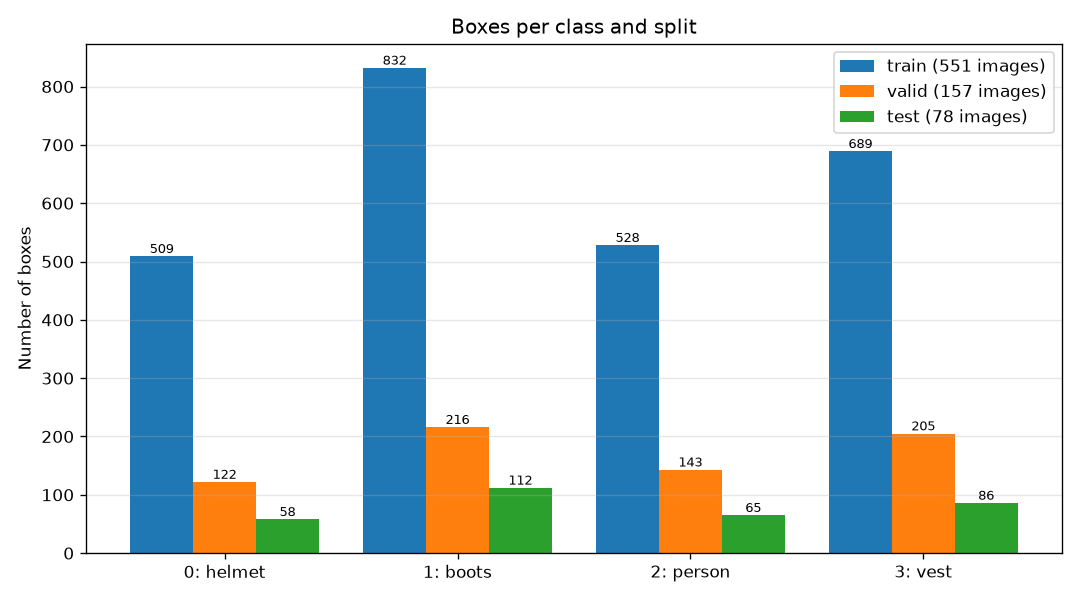 Boxes per class and split
train (551 images)
valid (157 images)
test (78 images)
Number of boxes
800
700
600
500
400
300
200
100
0
509
122
58
832
216
112
528
143
65
689
205
86
0: helmet
1: boots
2: person
3: vest